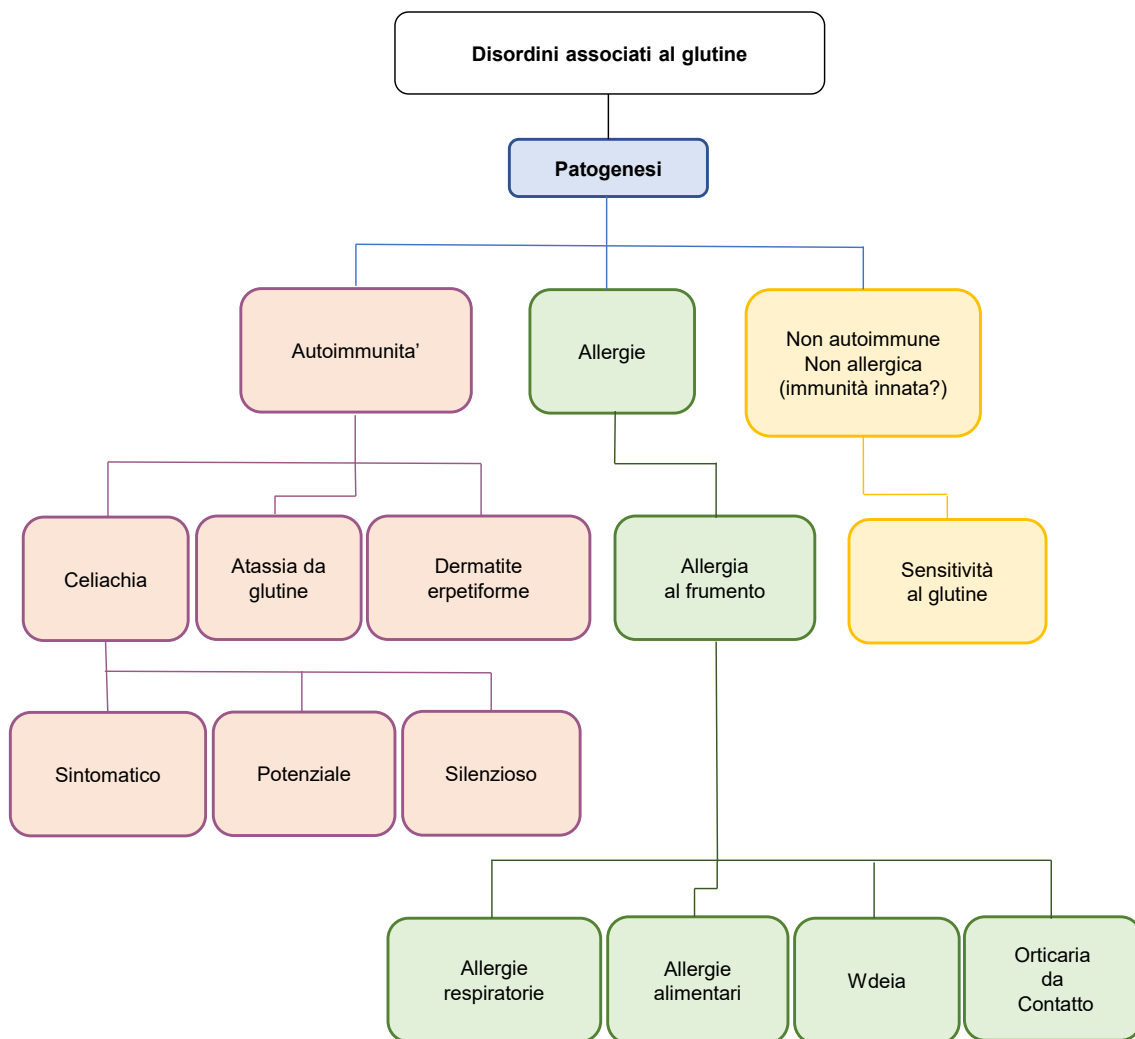 Disordini associati al glutine
Patogenesi
Autoimmunita’
Allergie
Non autoimmune
Non allergica
(immunità innata?)
Celiachia
Atassia da
glutine
Dermatite
erpetiforme
Allergia
al frumento
Sensitività
al glutine
Sintomatico
Potenziale
Silenzioso
Allergie
respiratorie
Allergie
alimentari
Wdeia
Orticaria
da
Contatto